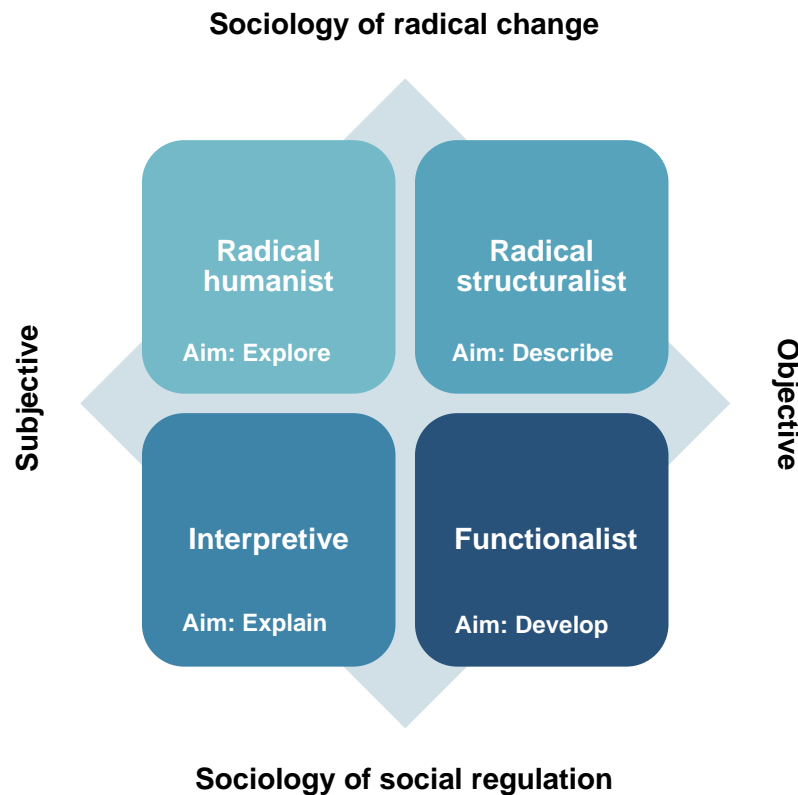 Sociology of radical change
Radical
humanist
Aim: Explore
Radical
structuralist
Aim: Describe
Subjective
Objective
Interpretive
Aim: Explain
Functionalist
Aim: Develop
Sociology of social regulation